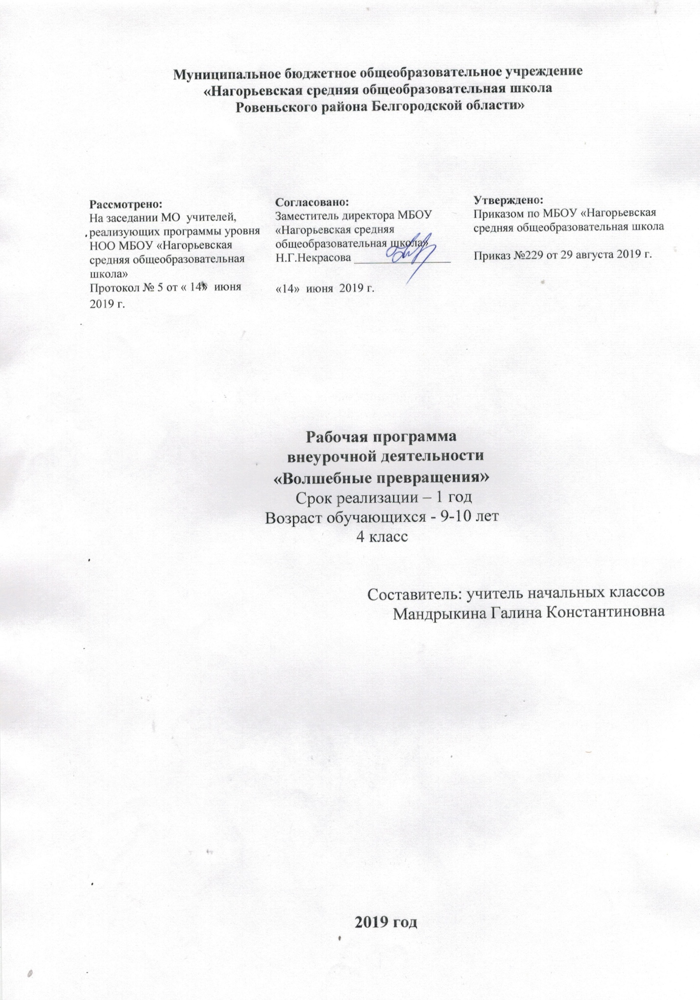 Муниципальное бюджетное общеобразовательное учреждение
«Нагорьевская средняя общеобразовательная школа
Ровеньского района Белгородской области»
Рассмотрено:
На заседании МО учителей,
реализующих программы уровня
НОО МБОУ «Нагорьевская
средняя общеобразовательная
школа»
Протокол № 5 от « 14» июня
2019 г.
Согласовано:
Заместитель директора МБОУ
«Нагорьевская средняя
общеобразовательная школа»
Н.Г.Некрасова ________________
«14» июня 2019 г.
Утверждено:
Приказом по МБОУ «Нагорьевская
средняя общеобразовательная школа
Приказ №229 от 29 августа 2019 г.
Рабочая программа
внеурочной деятельности
«Волшебные превращения»
Срок реализации – 1 год
Возраст обучающихся - 9-10 лет
4 класс
Составитель: учитель начальных классов
Мандрыкина Галина Константиновна
2019 год